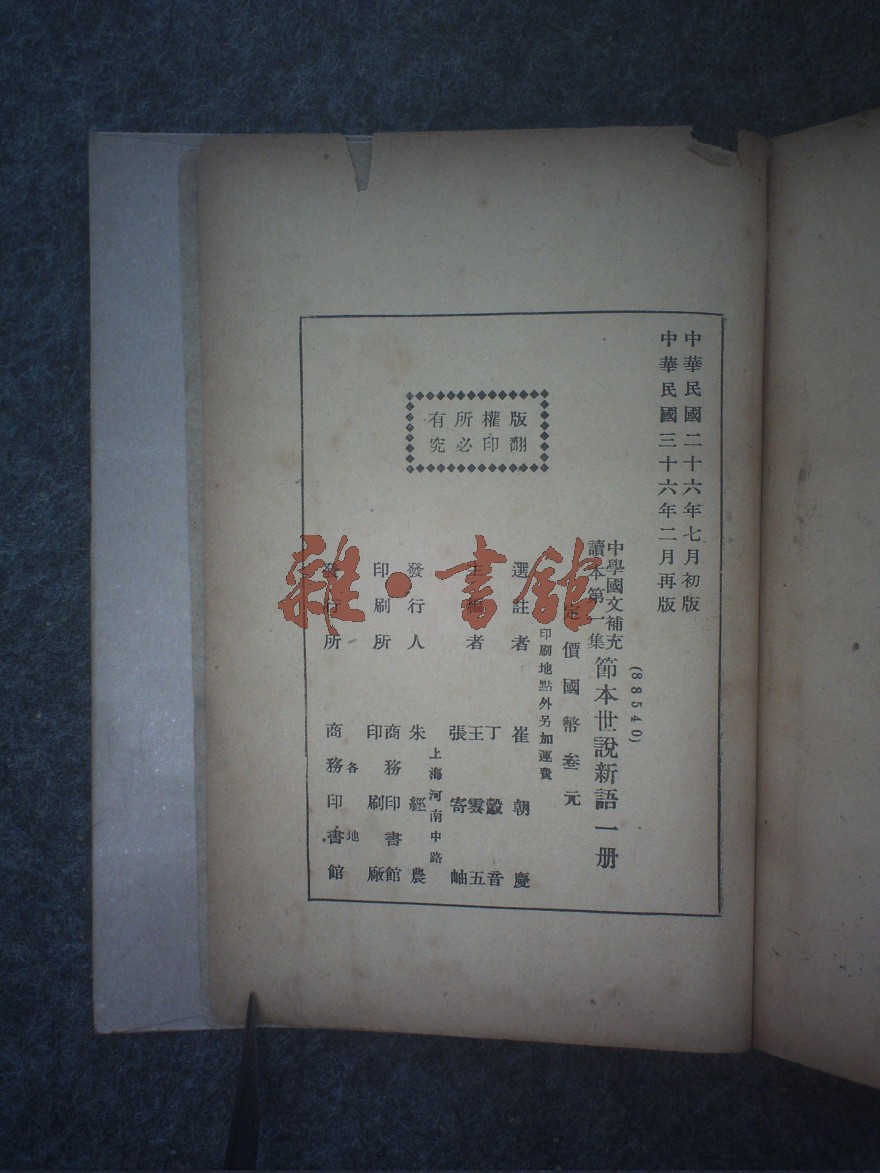 中華民國二十六年七月初版
中華民國三十六年二月再版
(88540)
中學國文補充
讀本第一集
節本世說新語一册
定價國幣叁元
印刷地點外另加運費
版權所有
翻印必究
選註者 崔朝慶
主編者 丁㲄音
王雲五
張寄岫
發行人 朱經農
上海河南中路
印刷所 商務印書館
印刷廠
發行所 商務印書館
各地
雜·書館